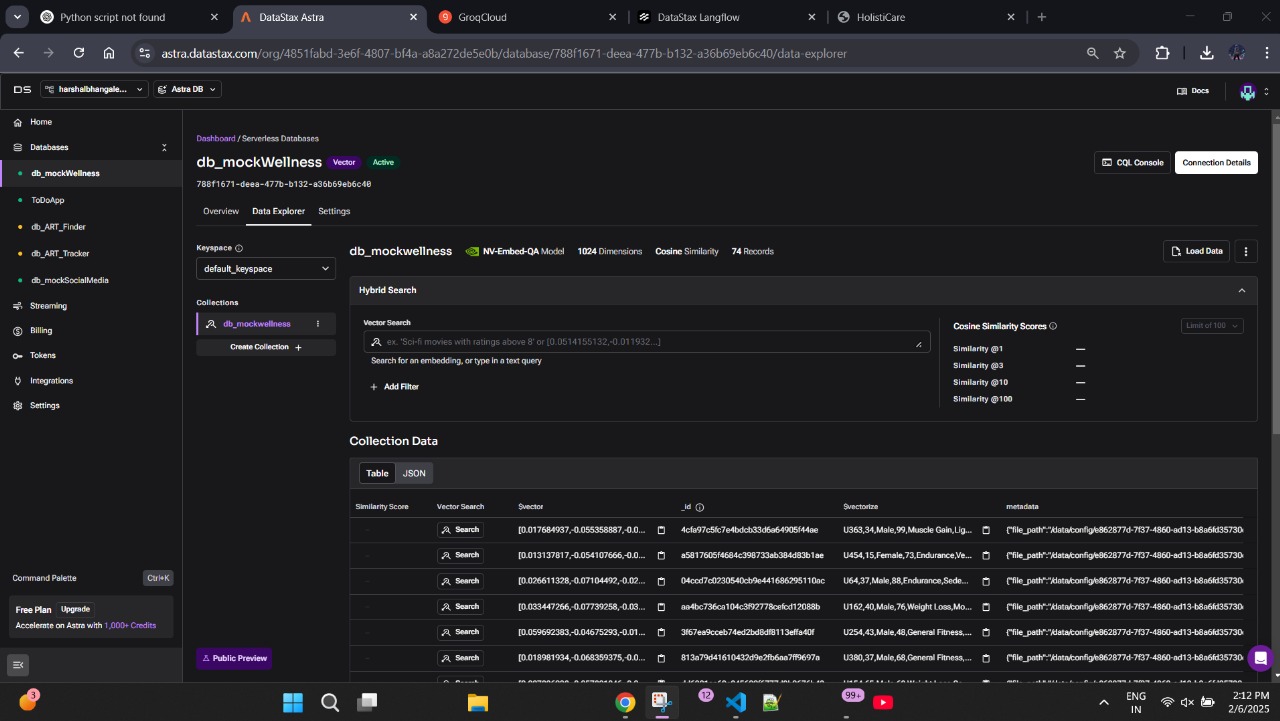 Python script not found
DataStax Astra
GroqCloud
DataStax Langflow
HolistiCare
astra.datastax.com/org/4851fabd-3e6f-4807-bf4a-a8a272de5e0b/database/788f1671-deea-477b-b132-a36b69eb6c40/data-explorer
DS
harshalbhangale...
Astra DB
Docs
Home
Databases
db_mockWellness
ToDoApp
db_ART_Finder
db_ART_Tracker
db_mockSocialMedia
Streaming
Billing
Tokens
Integrations
Settings
Command Palette
Ctrl+K
Free Plan
Upgrade
Accelerate on Astra with 1,000+ Credits
Dashboard / Serverless Databases
db_mockWellness
Vector
Active
788f1671-deea-477b-b132-a36b69eb6c40
CQL Console
Connection Details
Overview
Data Explorer
Settings
Keyspace
default_keyspace
Collections
db_mockwellness
Create Collection +
Public Preview
db_mockwellness
NV-Embed-QA Model
1024 Dimensions
Cosine Similarity
74 Records
Load Data
Hybrid Search
Vector Search
ex. 'Sci-fi movies with ratings above 8' or [0.0514155132,-0.011932...]
Search for an embedding, or type in a text query
+ Add Filter
Cosine Similarity Scores
Limit of 100
Similarity @1 —
Similarity @3 —
Similarity @10 —
Similarity @100 —
Collection Data
Table
JSON
Similarity Score Vector Search $vector _id $vectorize metadata
Search [0.017684937,-0.055358887,-0.0... 4cfa97c5fc7e4bdcb33d6a64905f44ae U363,34,Male,99,Muscle Gain,Lig... {"file_path":"/data/config/e862877d-7f37-4860-ad13-b8a6fd35730
Search [0.013137817,-0.054107666,-0.0... a5817605f4684c398733ab384d83b1ae U454,15,Female,73,Endurance,Ve... {"file_path":"/data/config/e862877d-7f37-4860-ad13-b8a6fd35730
Search [0.026611328,-0.07104492,-0.02... 04ccd7c0230540cb9e441686295110ac U64,37,Male,88,Endurance,Sede... {"file_path":"/data/config/e862877d-7f37-4860-ad13-b8a6fd35730
Search [0.033447266,-0.07739258,-0.03... aa4bc736ca104c3f92778cefcd12088b U162,40,Male,76,Weight Loss,Mo... {"file_path":"/data/config/e862877d-7f37-4860-ad13-b8a6fd35730
Search [0.059692383,-0.04675293,-0.01... 3f67ea9cceb74ed2bd8df8113effa40f U254,43,Male,48,General Fitness,... {"file_path":"/data/config/e862877d-7f37-4860-ad13-b8a6fd35730
Search [0.018981934,-0.068359375,-0.0... 813a79d41610432d9e2fb6aa7ff9697a U380,37,Male,68,General Fitness,... {"file_path":"/data/config/e862877d-7f37-4860-ad13-b8a6fd35730
3
12
99+
ENG
IN
2:12 PM
2/6/2025